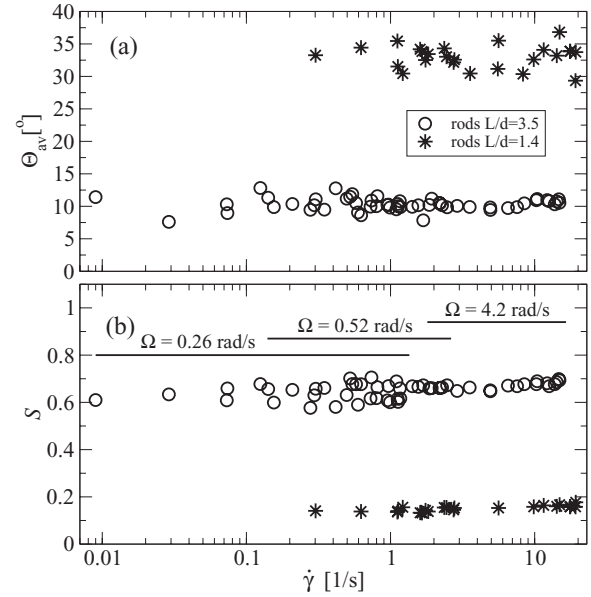 40
35
30
25
20
15
10
5
0
Θav[°]
(a)
rods L/d=3.5
rods L/d=1.4
1
0.8
0.6
0.4
0.2
0
S
(b)
Ω = 4.2 rad/s
Ω = 0.52 rad/s
Ω = 0.26 rad/s
0.01 0.1 1 10
γ̇ [1/s]